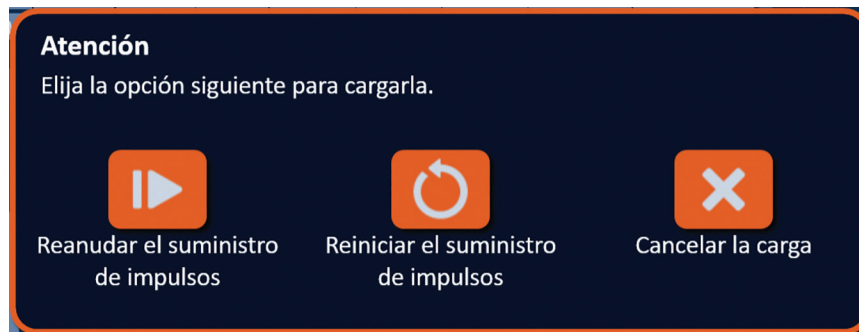 Atención
Elija la opción siguiente para cargarla.
Reanudar el suministro
de impulsos
Reiniciar el suministro
de impulsos
Cancelar la carga